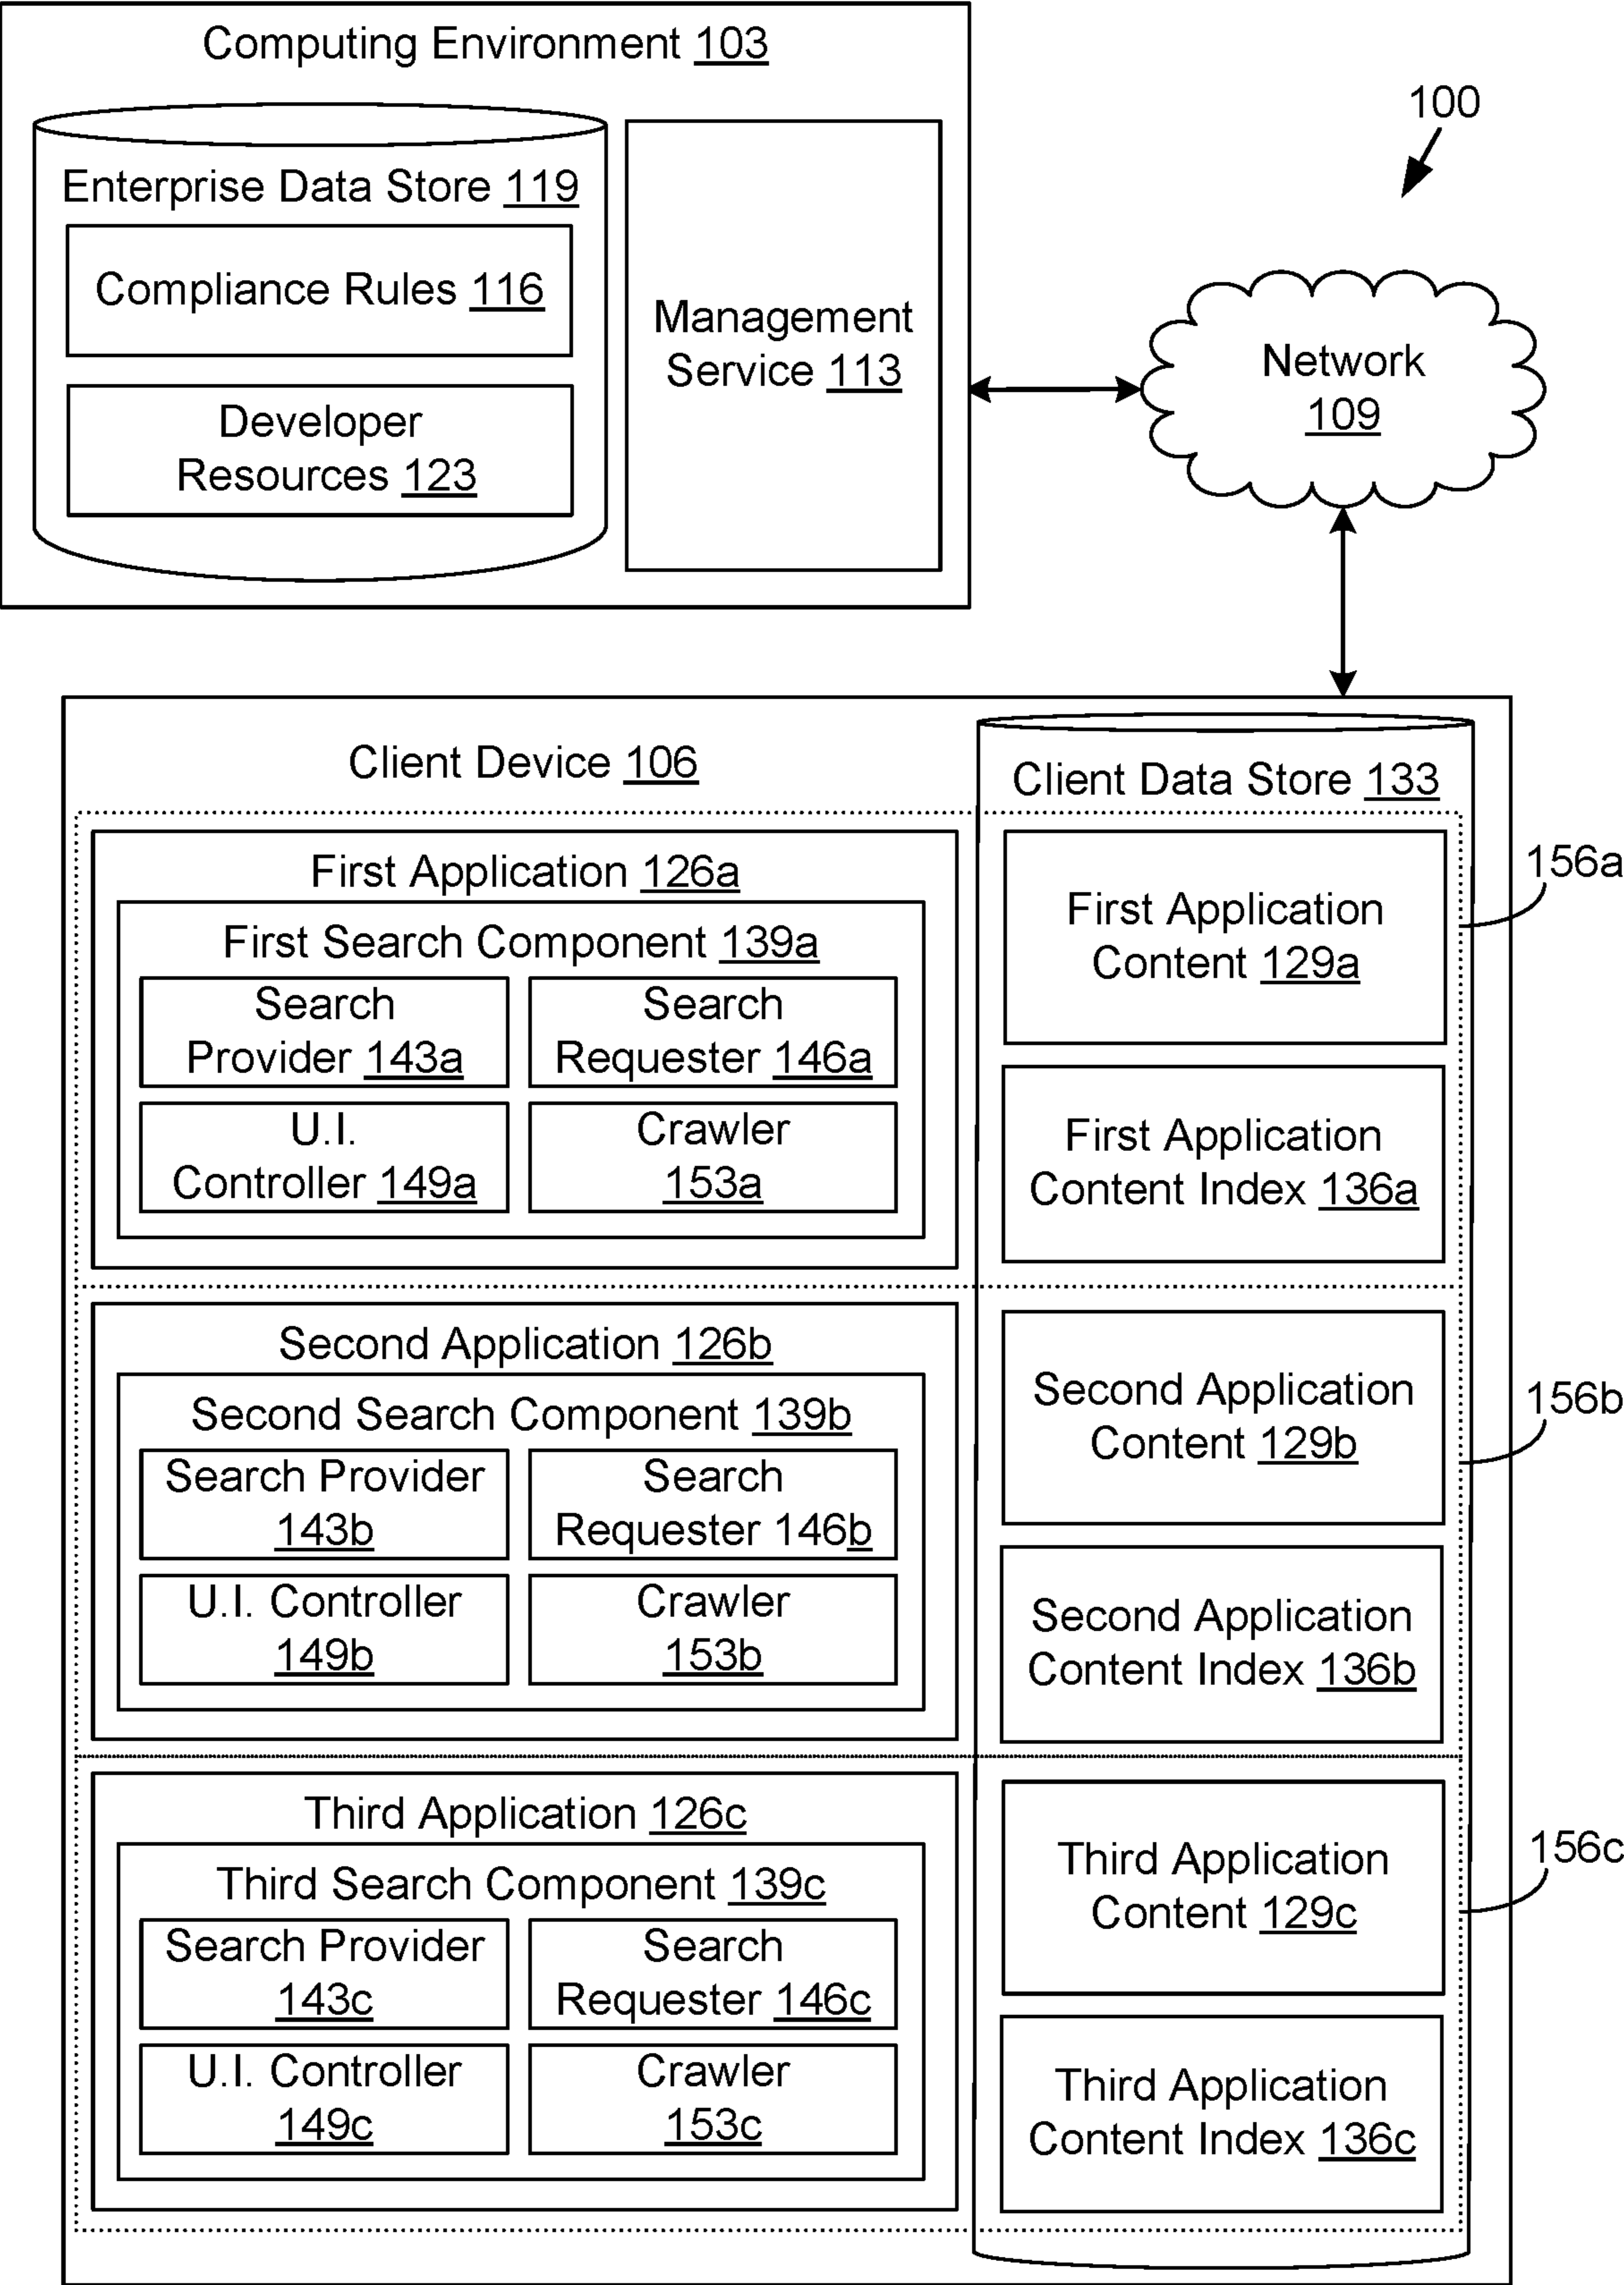 Computing Environment 103
100
Enterprise Data Store 119
Compliance Rules 116
Developer
Resources 123
Management
Service 113
Network
109
Client Device 106
Client Data Store 133
First Application 126a
First Search Component 139a
Search
Provider 143a
Search
Requester 146a
U.I.
Controller 149a
Crawler
153a
First Application
Content 129a
First Application
Content Index 136a
156a
Second Application 126b
Second Search Component 139b
Search Provider
143b
Search
Requester 146b
U.I. Controller
149b
Crawler
153b
Second Application
Content 129b
Second Application
Content Index 136b
156b
Third Application 126c
Third Search Component 139c
Search Provider
143c
Search
Requester 146c
U.I. Controller
149c
Crawler
153c
Third Application
Content 129c
Third Application
Content Index 136c
156c